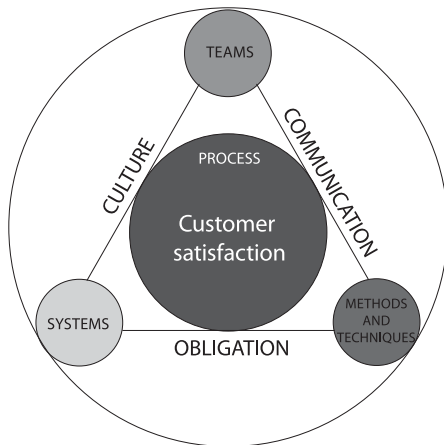 TEAMS
CULTURE
COMMUNICATION
PROCESS
Customer
satisfaction
SYSTEMS
METHODS
AND
TECHNIQUES
OBLIGATION